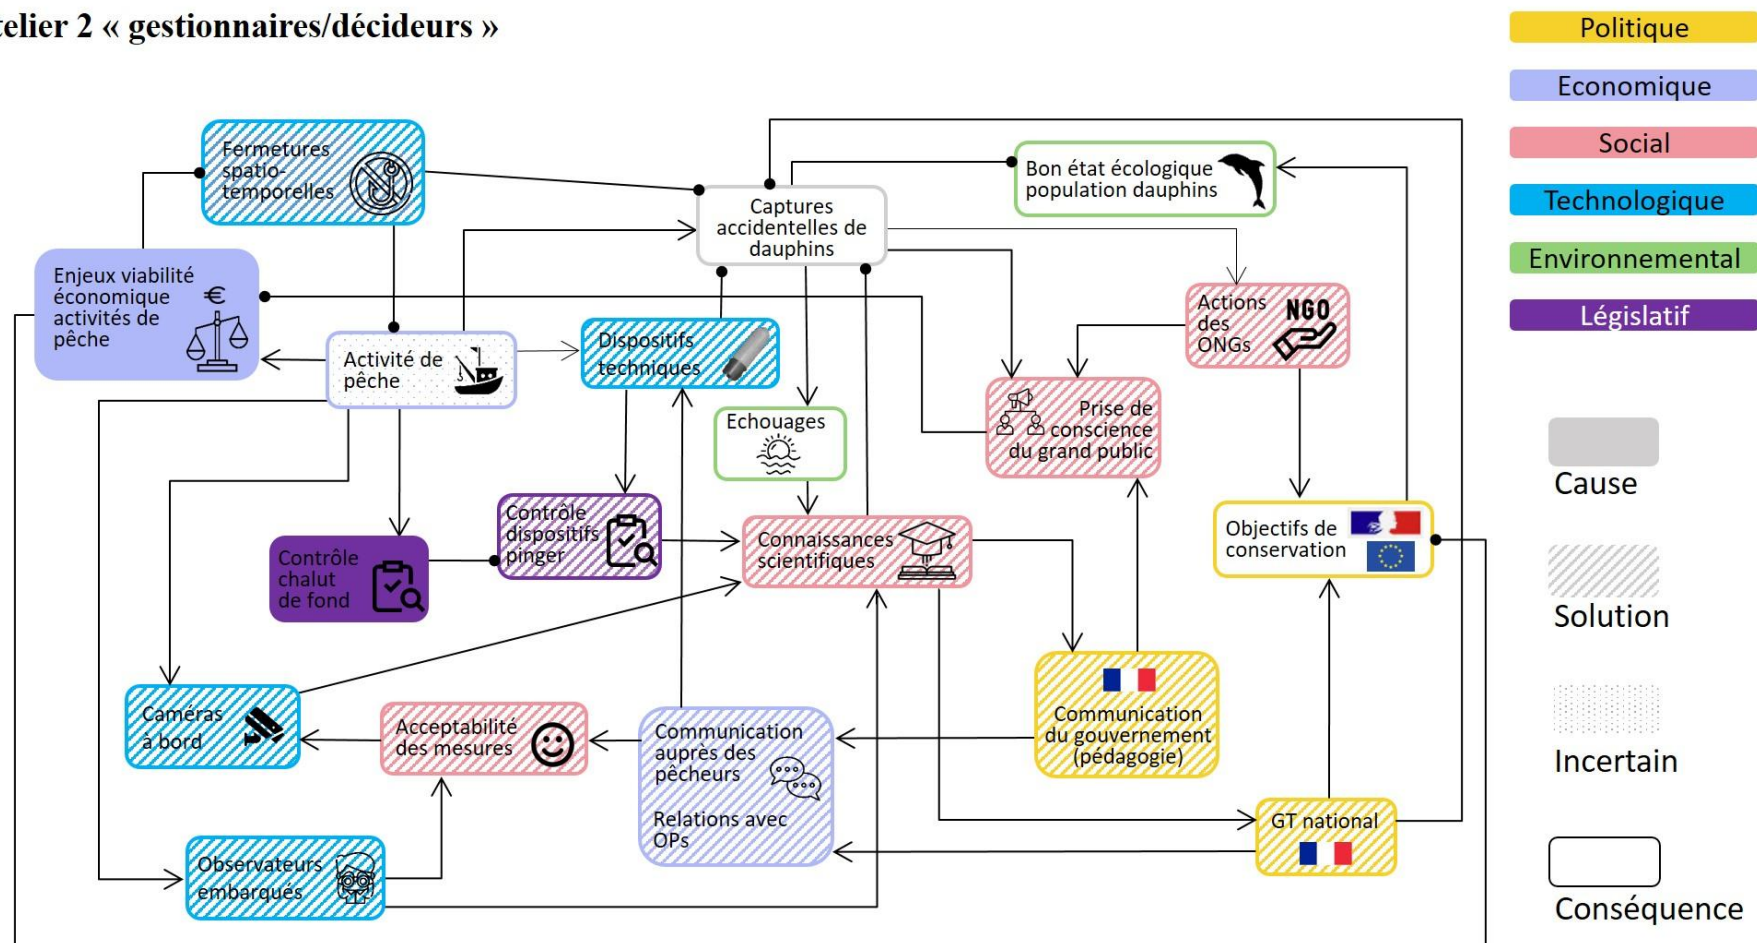 telier 2 « gestionnaires/décideurs »
Politique
Economique
Social
Technologique
Environnemental
Législatif
Fermetures
spatio-
temporelles
Captures
accidentelles de
dauphins
Bon état écologique
population dauphins
Enjeux viabilité
économique
activités de
pêche
€
Activité de
pêche
Dispositifs
techniques
Actions
des
ONGs
NGO
Echouages
Prise de
conscience
du grand public
Cause
Contrôle
chalut
de fond
Contrôle
dispositifs
pinger
Connaissances
scientifiques
Objectifs de
conservation
Solution
Caméras
à bord
Acceptabilité
des mesures
Communication
auprès des
pêcheurs
Relations avec
OPs
Communication
du gouvernement
(pédagogie)
Incertain
Observateurs
embarqués
GT national
Conséquence